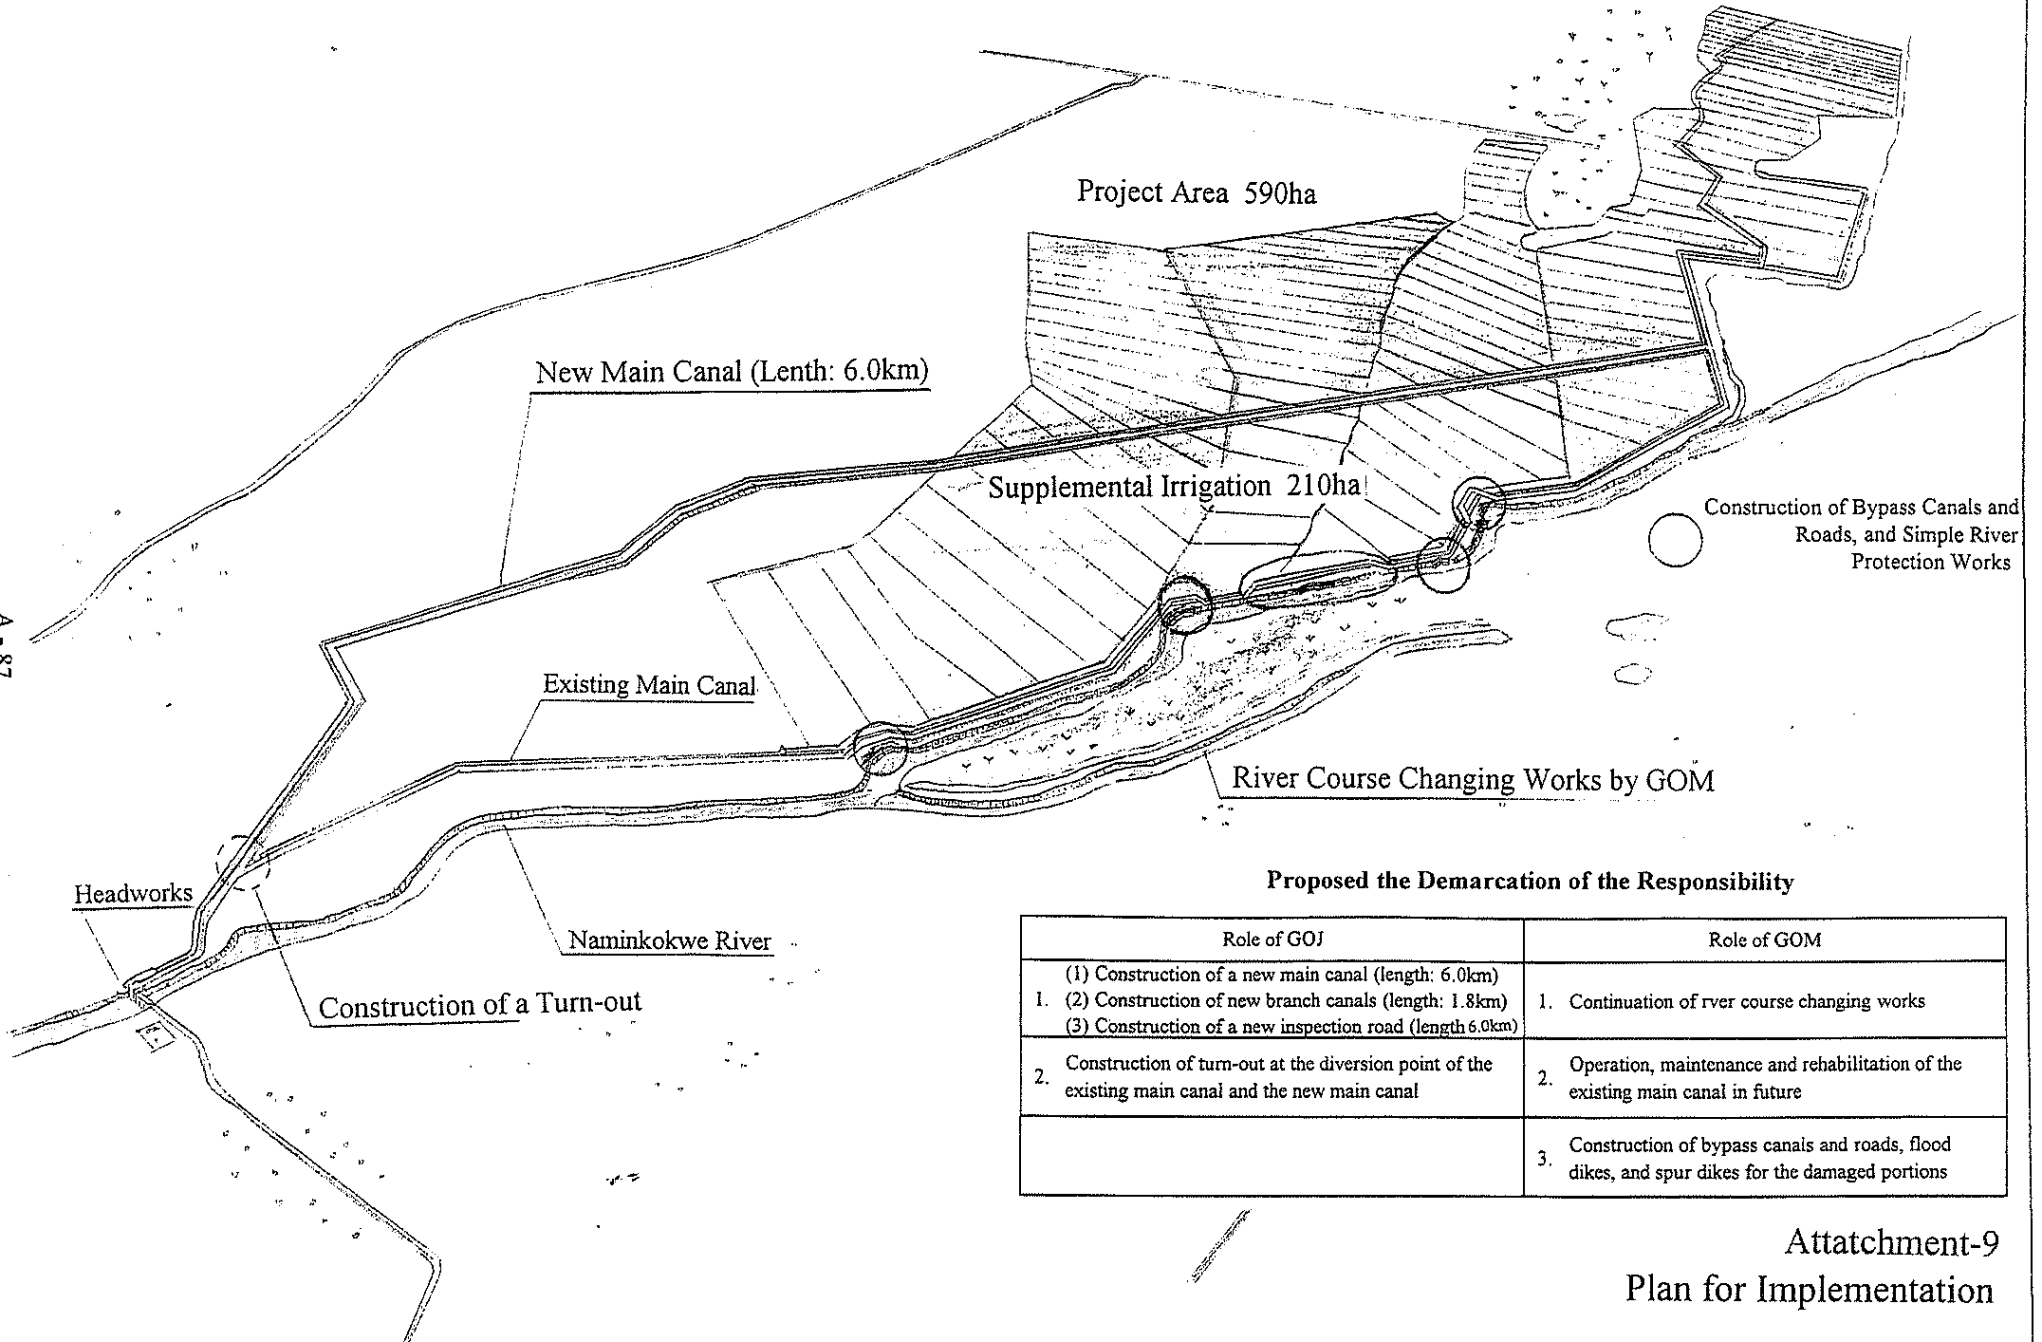 Project Area 590ha
New Main Canal (Lenth: 6.0km)
Supplemental Irrigation 210ha
Construction of Bypass Canals and
Roads, and Simple River
Protection Works
A - 87
Existing Main Canal
River Course Changing Works by GOM
Headworks
Naminkokwe River
Construction of a Turn-out
Proposed the Demarcation of the Responsibility
Role of GOJ
Role of GOM
1. (1) Construction of a new main canal (length: 6.0km)
(2) Construction of new branch canals (length: 1.8km)
(3) Construction of a new inspection road (length 6.0km)
1. Continuation of rver course changing works
2. Construction of turn-out at the diversion point of the
existing main canal and the new main canal
2. Operation, maintenance and rehabilitation of the
existing main canal in future
3. Construction of bypass canals and roads, flood
dikes, and spur dikes for the damaged portions
Attatchment-9
Plan for Implementation